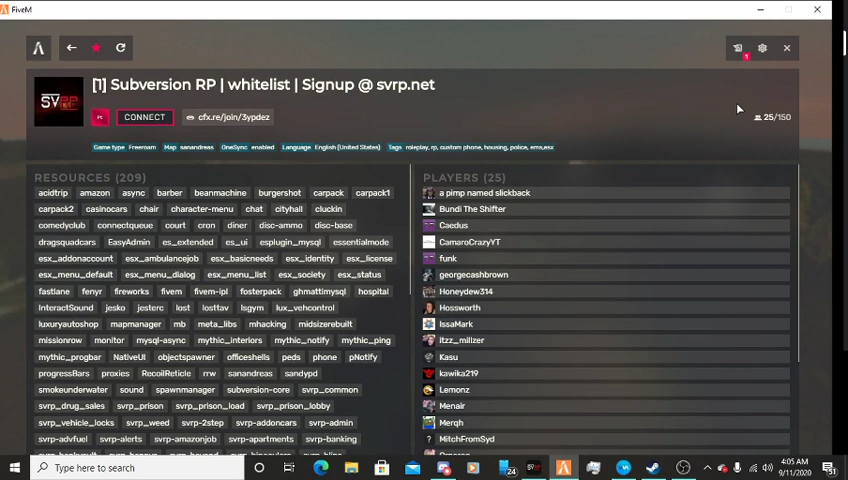 FiveM
1
[1] Subversion RP | whitelist | Signup @ svrp.net
SVRP
CONNECT
cfx.re/join/3ypdez
25/150
Game type Freeroam Map sanandreas OneSync enabled Language English (United States) Tags roleplay, rp, custom phone, housing, police, ems,esx
RESOURCES (209)
acidtrip amazon async barber beanmachine burgershot carpack carpack1
carpack2 casinocars chair character-menu chat cityhall cluckin
comedyclub connectqueue court cron diner disc-ammo disc-base
dragsquadcars EasyAdmin es_extended es_ui esplugin_mysql essentialmode
esx_addonaccount esx_ambulancejob esx_basicneeds esx_identity esx_license
esx_menu_default esx_menu_dialog esx_menu_list esx_society esx_status
fastlane fenyr fireworks fivem fivem-ipl fosterpack ghmattimysql hospital
InteractSound jesko jesterc lost losttav lsgym lux_vehcontrol
luxuryautoshop mapmanager mb meta_libs mhacking midsizerebuilt
missionrow monitor mysql-async mythic_interiors mythic_notify mythic_ping
mythic_progbar NativeUI objectspawner officeshells peds phone pNotify
progressBars proxies RecoilReticle rrw sanandreas sandypd
smokeunderwater sound spawnmanager subversion-core svrp_common
svrp_drug_sales svrp_prison svrp_prison_load svrp_prison_lobby
svrp_vehicle_locks svrp_weed svrp-2step svrp-addoncars svrp-admin
svrp-advfuel svrp-alerts svrp-amazonjob svrp-apartments svrp-banking
PLAYERS (25)
a pimp named slickback
Bundi The Shifter
Caedus
CamaroCrazyYT
funk
georgecashbrown
Honeydew314
Hossworth
IssaMark
Itzz_millzer
Kasu
kawika219
Lemonz
Menair
Merqh
? MitchFromSyd
Type here to search
24
4:05 AM
9/11/2020
51